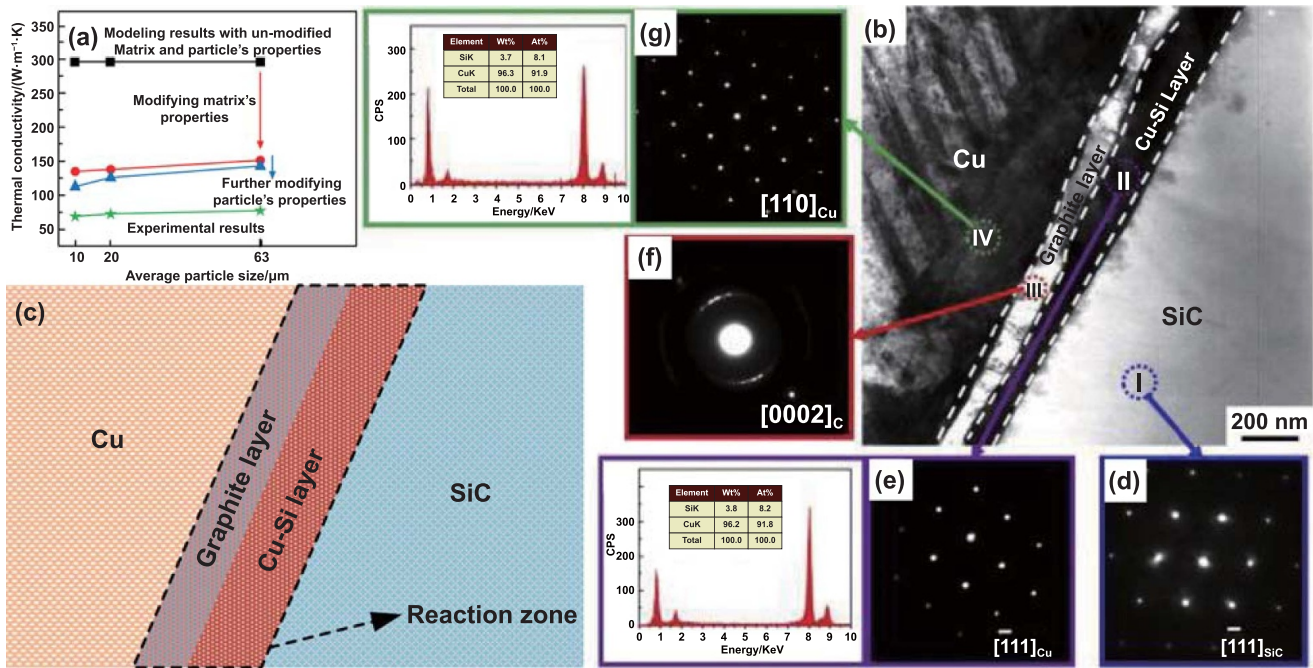 (a)
Modeling results with un-modified
Matrix and particle's properties
Modifying matrix's
properties
Further modifying
particle's properties
Experimental results
Thermal conductivity/(W·m⁻¹·K)
350
300
250
200
150
100
50
10
20
63
Average particle size/μm
(g)
Element Wt% At%
SiK 3.7 8.1
CuK 96.3 91.9
Total 100.0 100.0
CPS
300
200
100
0
0 1 2 3 4 5 6 7 8 9 10
Energy/KeV
[110]Cu
(b)
Cu
Graphite layer
Cu–Si Layer
II
IV
III
SiC
I
200 nm
(f)
[0002]C
(c)
Cu
Graphite layer
Cu–Si layer
SiC
Reaction zone
Element Wt% At%
SiK 3.8 8.2
CuK 96.2 91.8
Total 100.0 100.0
CPS
300
200
100
0
0 1 2 3 4 5 6 7 8 9 10
Energy/KeV
(e)
[111]Cu
(d)
[111]SiC